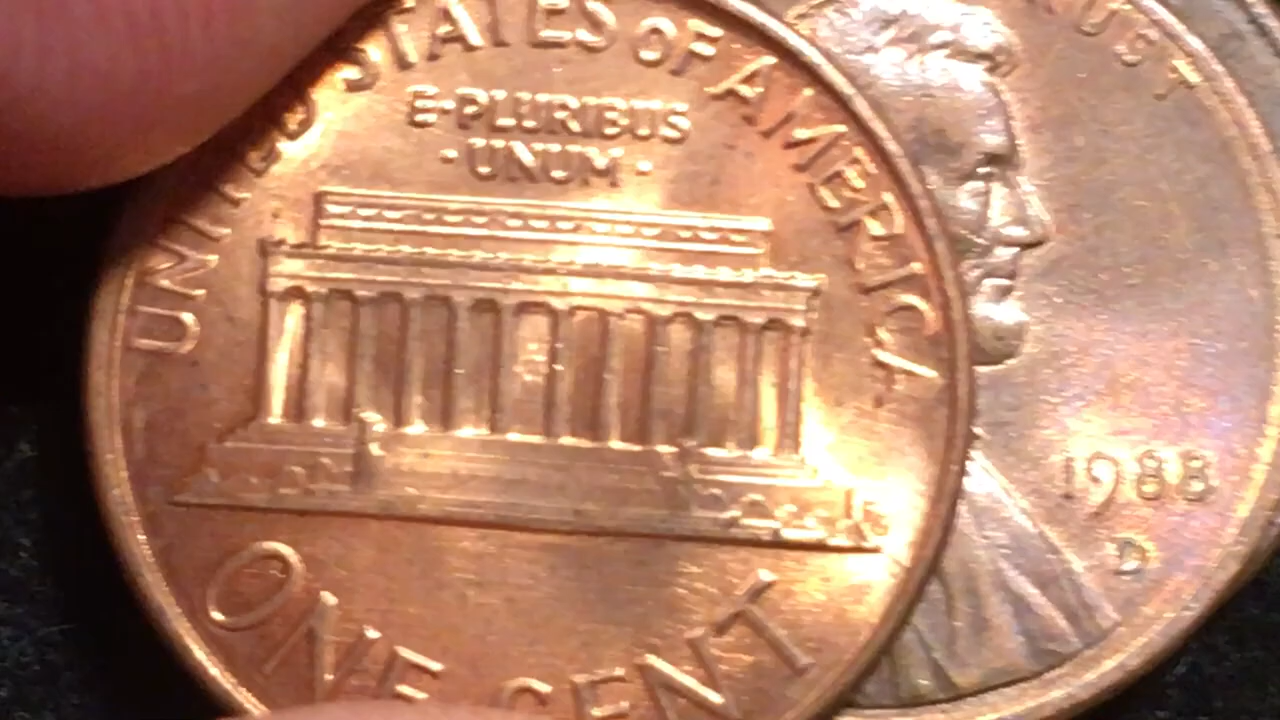 UNITED STATES OF AMERICA
E·PLURIBUS
·UNUM·
ONE CENT
1988
D